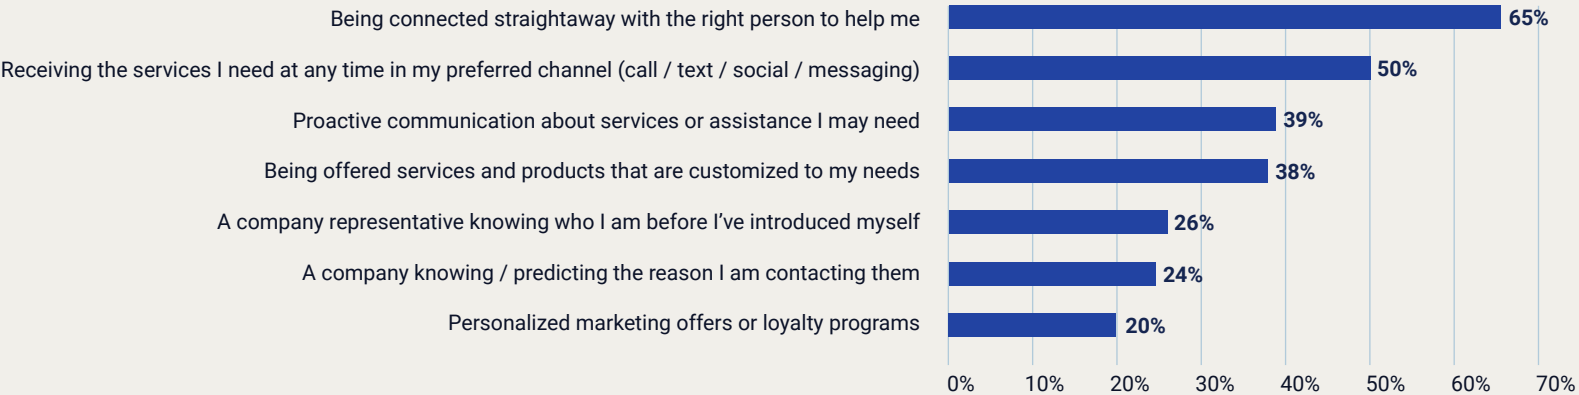 Being connected straightaway with the right person to help me 65%
Receiving the services I need at any time in my preferred channel (call / text / social / messaging) 50%
Proactive communication about services or assistance I may need 39%
Being offered services and products that are customized to my needs 38%
A company representative knowing who I am before I’ve introduced myself 26%
A company knowing / predicting the reason I am contacting them 24%
Personalized marketing offers or loyalty programs 20%
0% 10% 20% 30% 40% 50% 60% 70%